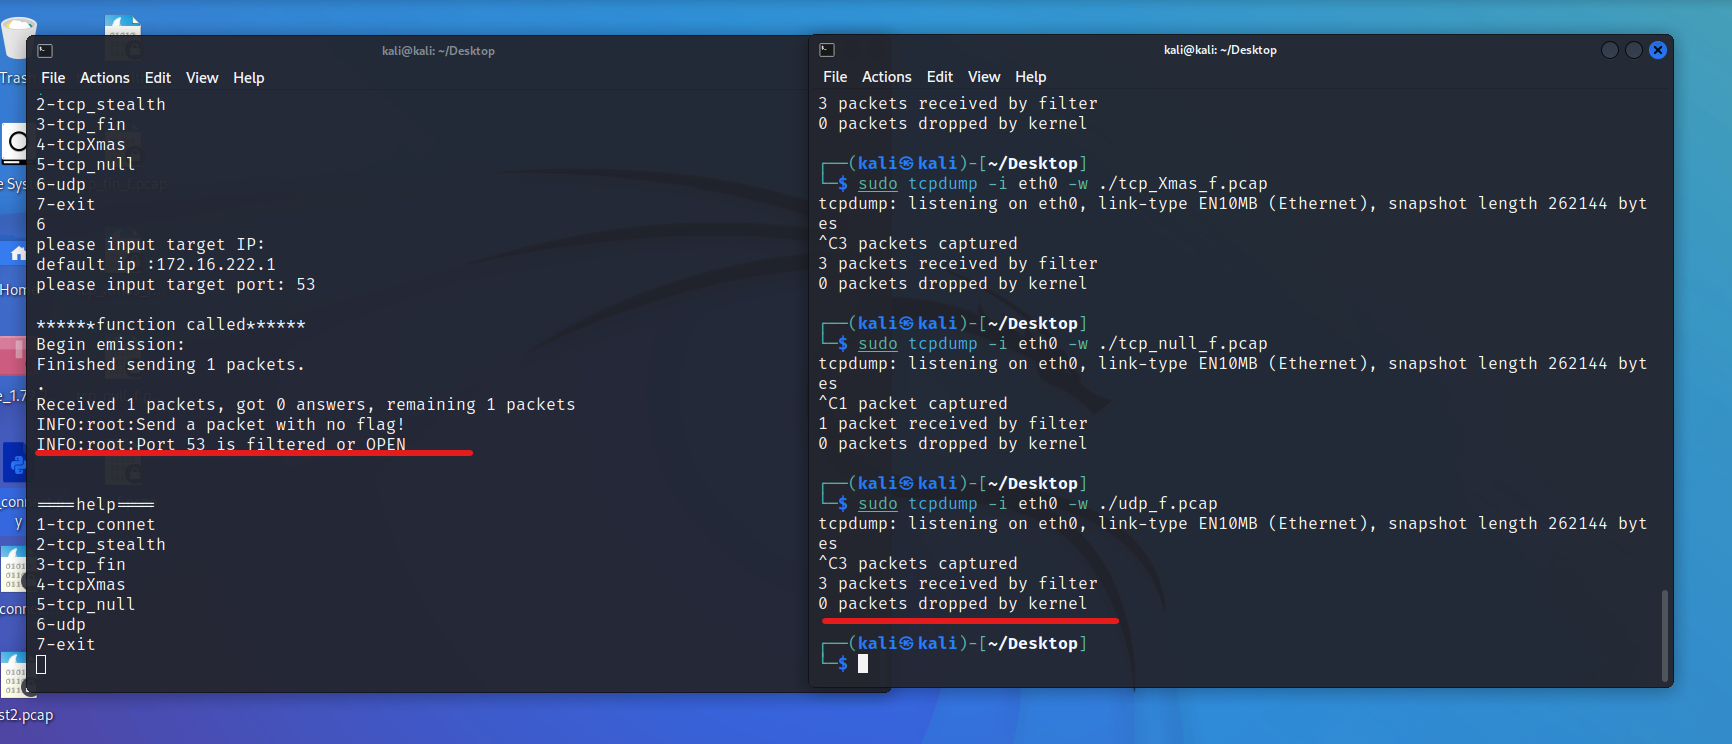 Tras
e Sys
Hom
e_1.7
_conn
y
conn
st2.pcap
kali@kali: ~/Desktop
File Actions Edit View Help
2-tcp_stealth
3-tcp_fin
4-tcpXmas
5-tcp_null
6-udp
7-exit
6
please input target IP:
default ip :172.16.222.1
please input target port: 53
******function called******
Begin emission:
Finished sending 1 packets.
.
Received 1 packets, got 0 answers, remaining 1 packets
INFO:root:Send a packet with no flag!
INFO:root:Port 53 is filtered or OPEN
====help====
1-tcp_connet
2-tcp_stealth
3-tcp_fin
4-tcpXmas
5-tcp_null
6-udp
7-exit
kali@kali: ~/Desktop
File Actions Edit View Help
3 packets received by filter
0 packets dropped by kernel
┌──(kali㉿kali)-[~/Desktop]
└─$ sudo tcpdump -i eth0 -w ./tcp_Xmas_f.pcap
tcpdump: listening on eth0, link-type EN10MB (Ethernet), snapshot length 262144 byt
es
^C3 packets captured
3 packets received by filter
0 packets dropped by kernel
┌──(kali㉿kali)-[~/Desktop]
└─$ sudo tcpdump -i eth0 -w ./tcp_null_f.pcap
tcpdump: listening on eth0, link-type EN10MB (Ethernet), snapshot length 262144 byt
es
^C1 packet captured
1 packet received by filter
0 packets dropped by kernel
┌──(kali㉿kali)-[~/Desktop]
└─$ sudo tcpdump -i eth0 -w ./udp_f.pcap
tcpdump: listening on eth0, link-type EN10MB (Ethernet), snapshot length 262144 byt
es
^C3 packets captured
3 packets received by filter
0 packets dropped by kernel
┌──(kali㉿kali)-[~/Desktop]
└─$